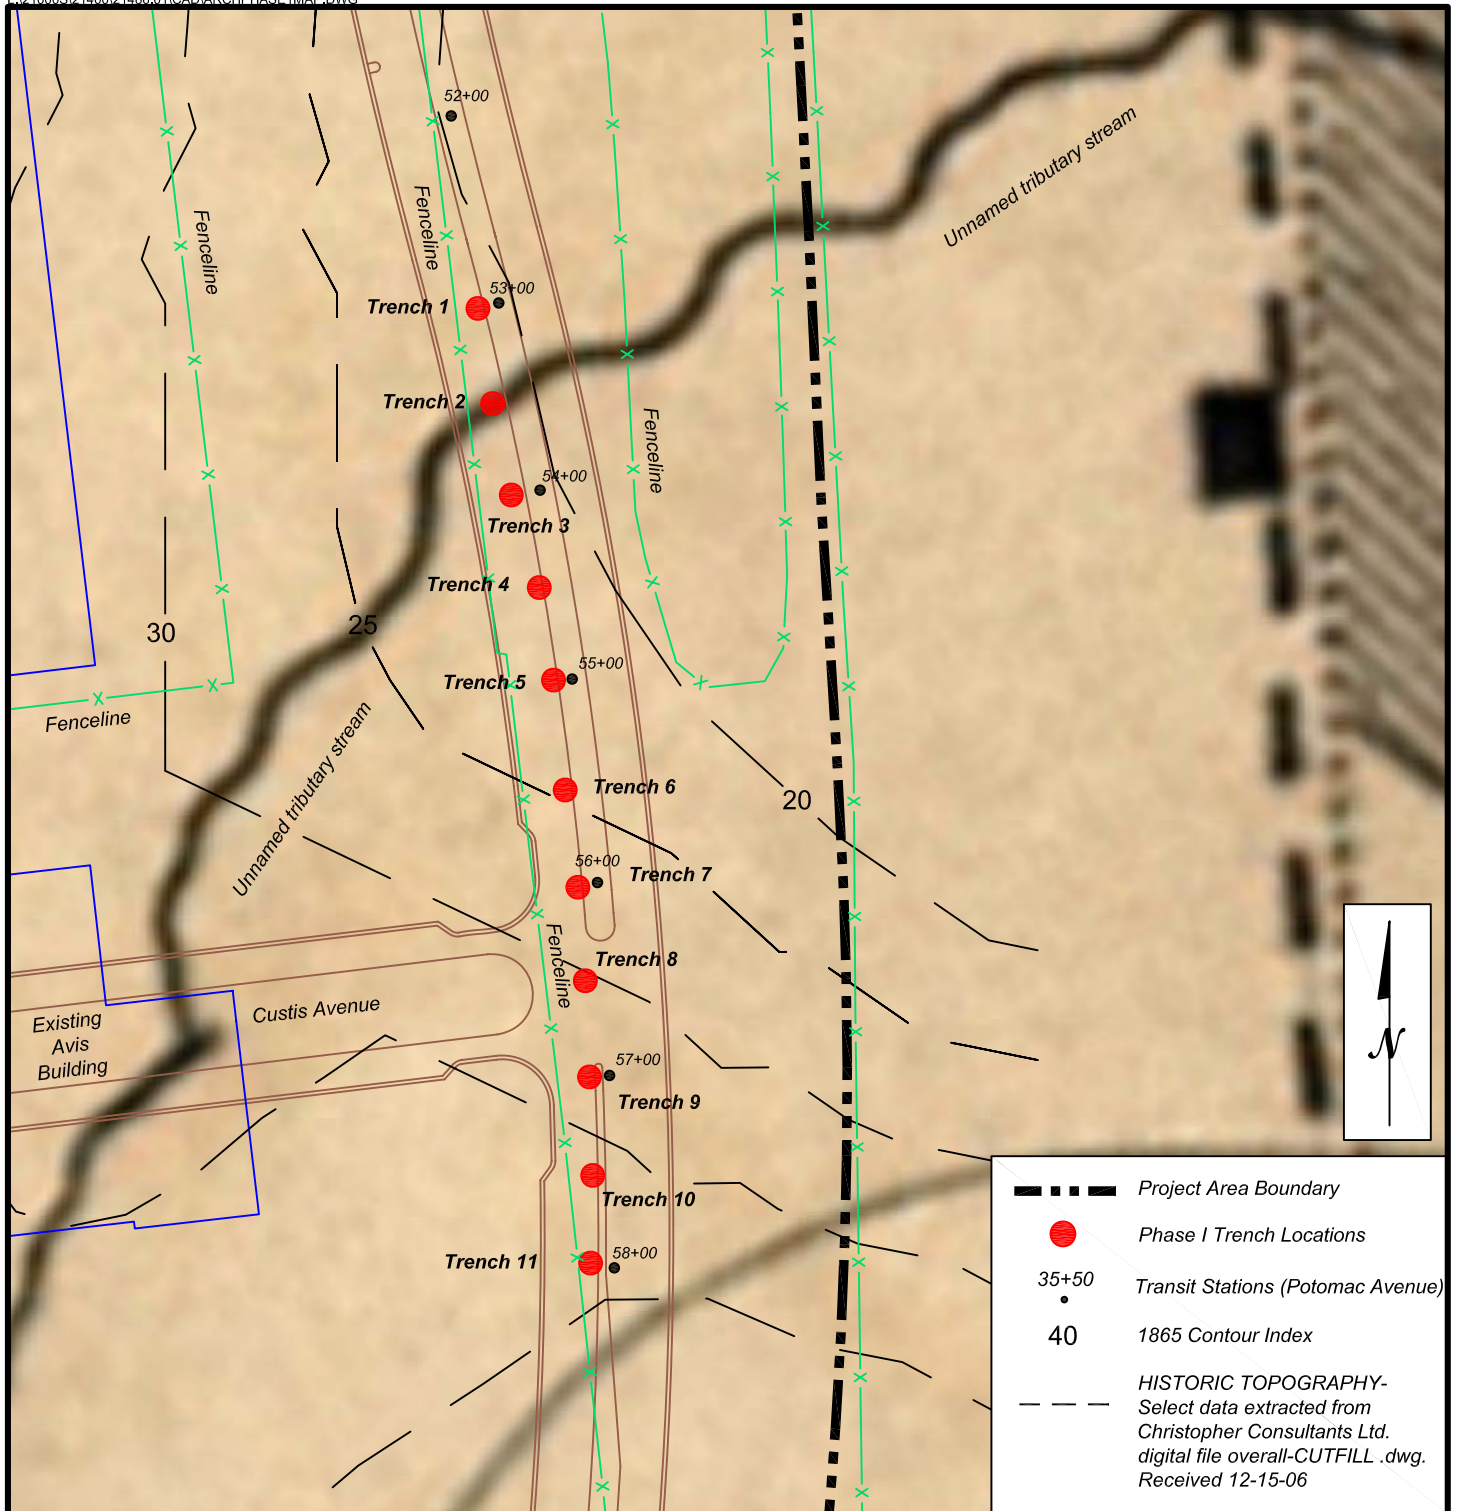 52+00
Unnamed tributary stream
Fenceline
Fenceline
53+00
Trench 1
Trench 2
Fenceline
54+00
Trench 3
Trench 4
30
25
55+00
Trench 5
Fenceline
Unnamed tributary stream
Trench 6
20
56+00
Trench 7
Fenceline
Trench 8
Custis Avenue
Existing
Avis
Building
N
57+00
Trench 9
Trench 10
Trench 11
58+00
Project Area Boundary
Phase I Trench Locations
35+50
Transit Stations (Potomac Avenue)
40
1865 Contour Index
HISTORIC TOPOGRAPHY-
Select data extracted from
Christopher Consultants Ltd.
digital file overall-CUTFILL .dwg.
Received 12-15-06